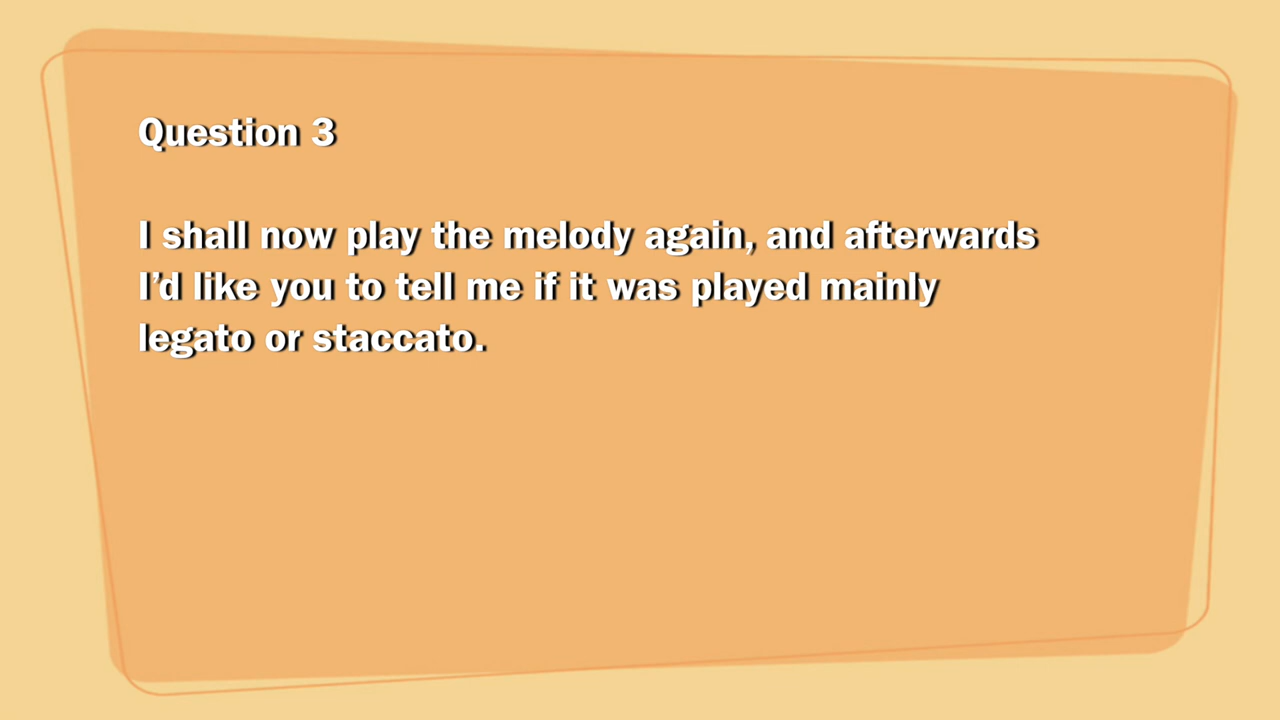 Question 3
I shall now play the melody again, and afterwards
I’d like you to tell me if it was played mainly
legato or staccato.